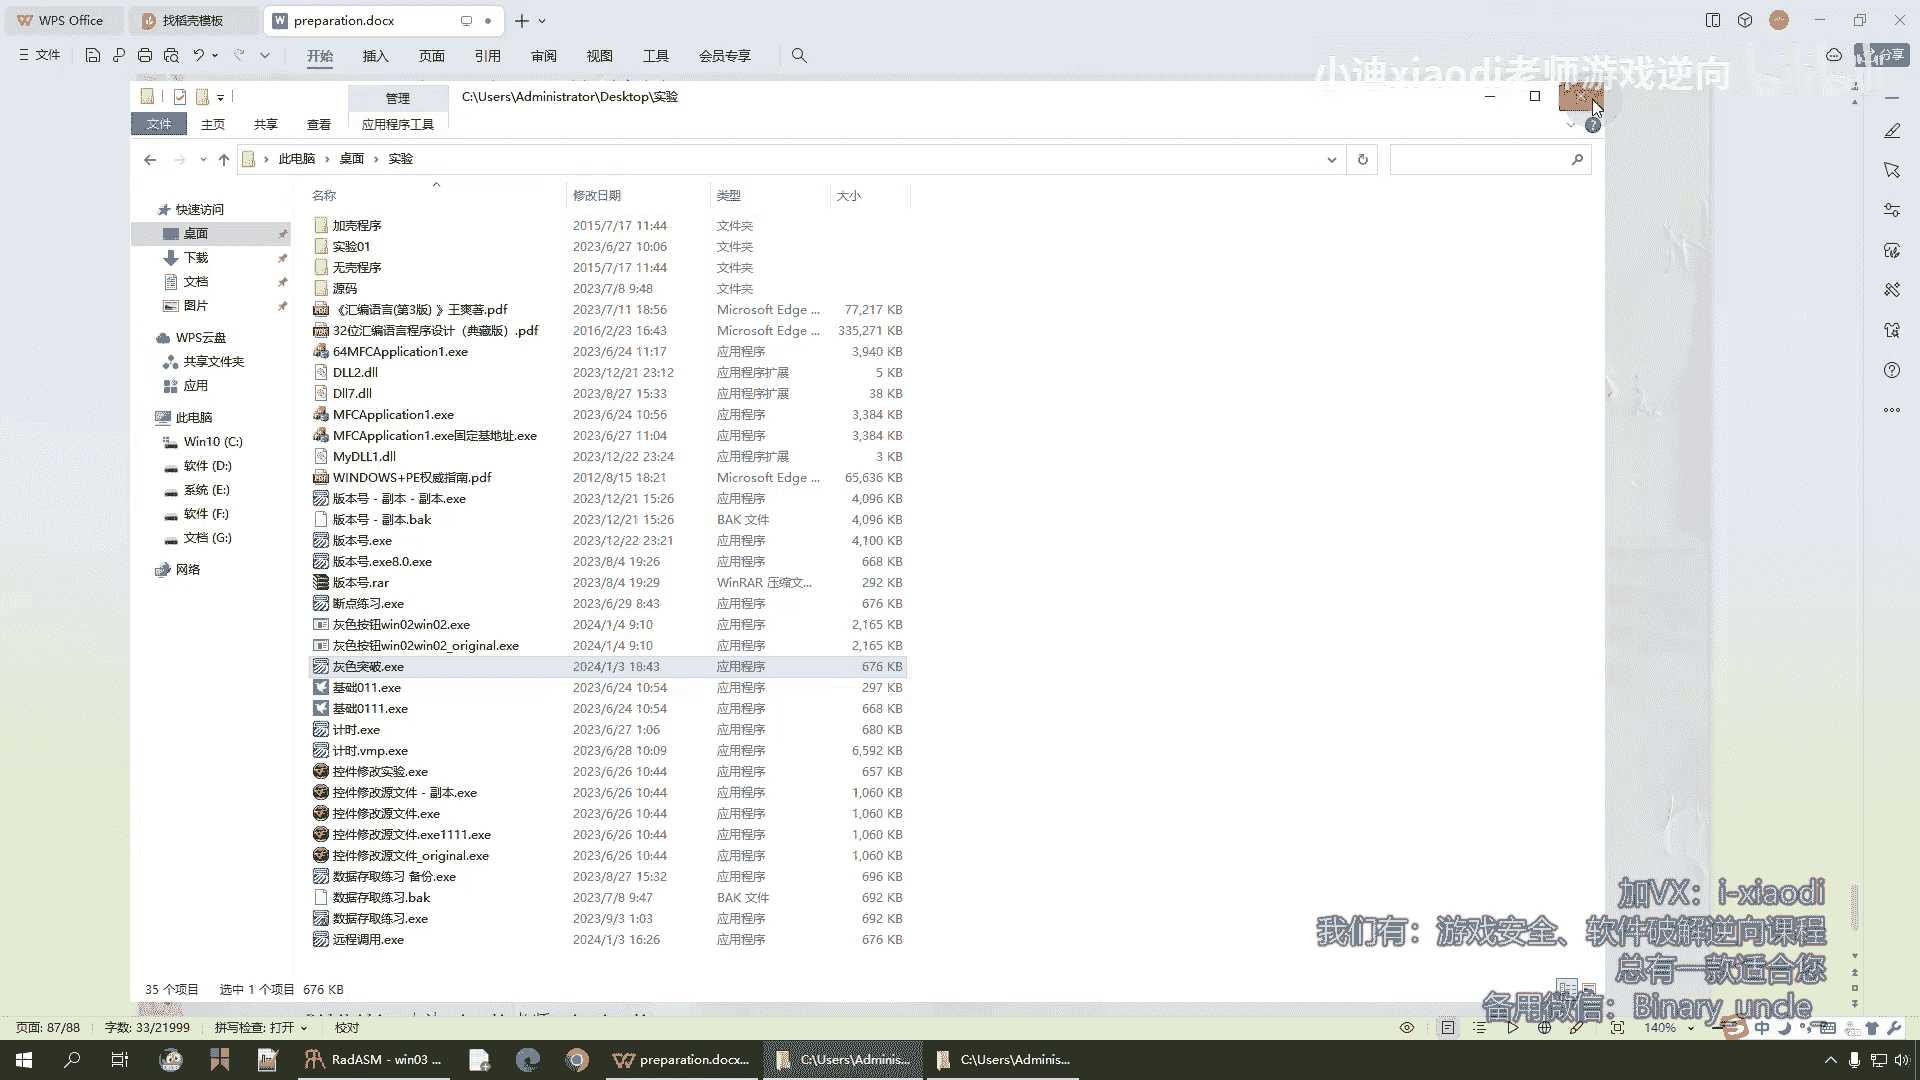 WPS Office
找稻壳模板
preparation.docx
文件
开始
插入
页面
引用
审阅
视图
工具
会员专享
分享
小迪xiaodi老师游戏逆向
管理
C:\Users\Administrator\Desktop\实验
文件
主页
共享
查看
应用程序工具
此电脑 › 桌面 › 实验
名称 修改日期 类型 大小
快速访问
桌面
下载
文档
图片
WPS云盘
共享文件夹
应用
此电脑
Win10 (C:)
软件 (D:)
系统 (E:)
软件 (F:)
文档 (G:)
网络
加壳程序 2015/7/17 11:44 文件夹
实验01 2023/6/27 10:06 文件夹
无壳程序 2015/7/17 11:44 文件夹
源码 2023/7/8 9:48 文件夹
《汇编语言(第3版) 》王爽著.pdf 2023/7/11 18:56 Microsoft Edge ... 77,217 KB
32位汇编语言程序设计（典藏版）.pdf 2016/2/23 16:43 Microsoft Edge ... 335,271 KB
64MFCApplication1.exe 2023/6/24 11:17 应用程序 3,940 KB
DLL2.dll 2023/12/21 23:12 应用程序扩展 5 KB
Dll7.dll 2023/8/27 15:33 应用程序扩展 38 KB
MFCApplication1.exe 2023/6/24 10:56 应用程序 3,384 KB
MFCApplication1.exe固定基地址.exe 2023/6/27 11:04 应用程序 3,384 KB
MyDLL1.dll 2023/12/22 23:24 应用程序扩展 3 KB
WINDOWS+PE权威指南.pdf 2012/8/15 18:21 Microsoft Edge ... 65,636 KB
版本号 - 副本 - 副本.exe 2023/12/21 15:26 应用程序 4,096 KB
版本号 - 副本.bak 2023/12/21 15:26 BAK 文件 4,096 KB
版本号.exe 2023/12/22 23:21 应用程序 4,100 KB
版本号.exe8.0.exe 2023/8/4 19:26 应用程序 668 KB
版本号.rar 2023/8/4 19:29 WinRAR 压缩文... 292 KB
断点练习.exe 2023/6/29 8:43 应用程序 676 KB
灰色按钮win02win02.exe 2024/1/4 9:10 应用程序 2,165 KB
灰色按钮win02win02_original.exe 2024/1/4 9:10 应用程序 2,165 KB
灰色突破.exe 2024/1/3 18:43 应用程序 676 KB
基础011.exe 2023/6/24 10:54 应用程序 297 KB
基础0111.exe 2023/6/24 10:54 应用程序 668 KB
计时.exe 2023/6/27 1:06 应用程序 680 KB
计时.vmp.exe 2023/6/28 10:09 应用程序 6,592 KB
控件修改实验.exe 2023/6/26 10:44 应用程序 657 KB
控件修改源文件 - 副本.exe 2023/6/26 10:44 应用程序 1,060 KB
控件修改源文件.exe 2023/6/26 10:44 应用程序 1,060 KB
控件修改源文件.exe1111.exe 2023/6/26 10:44 应用程序 1,060 KB
控件修改源文件_original.exe 2023/6/26 10:44 应用程序 1,060 KB
数据存取练习 备份.exe 2023/8/27 15:32 应用程序 696 KB
数据存取练习.bak 2023/7/8 9:47 BAK 文件 692 KB
数据存取练习.exe 2023/9/3 1:03 应用程序 692 KB
远程调用.exe 2024/1/3 16:26 应用程序 676 KB
加VX：i-xiaodi
我们有：游戏安全、软件破解逆向课程
总有一款适合您
备用微信：Binary_uncle
35 个项目 选中 1 个项目 676 KB
页面: 87/88 字数: 33/21999 拼写检查: 打开 校对 140% 中
RadASM - win03 ...
preparation.docx...
C:\Users\Adminis...
C:\Users\Adminis...